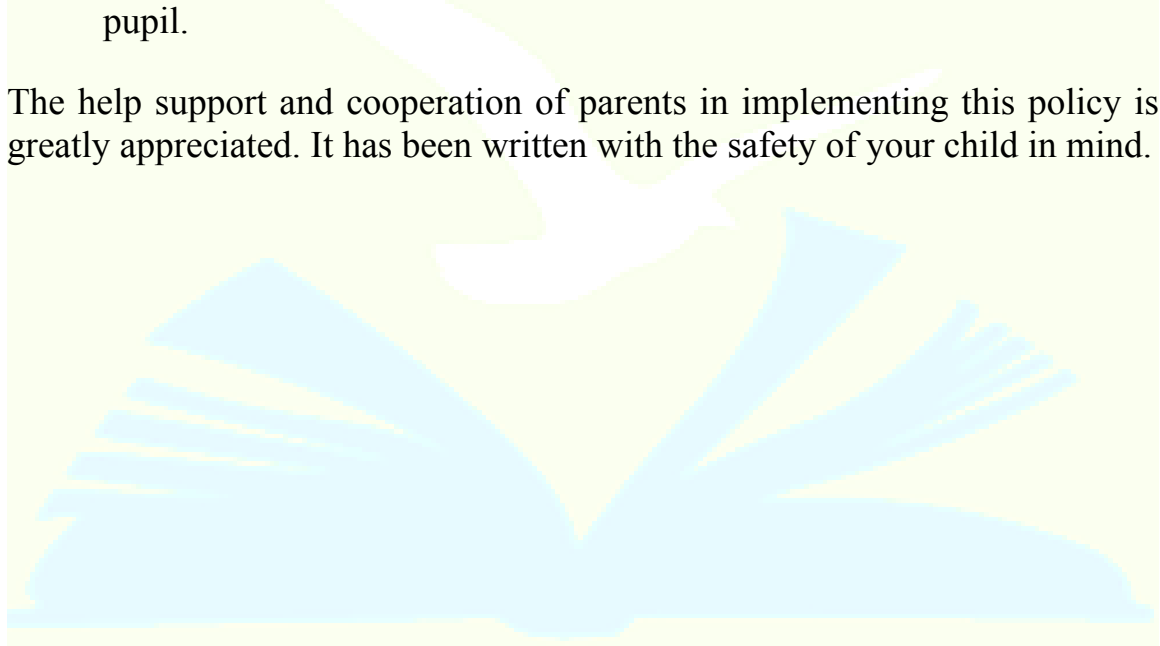 pupil.
The help support and cooperation of parents in implementing this policy is
greatly appreciated. It has been written with the safety of your child in mind.